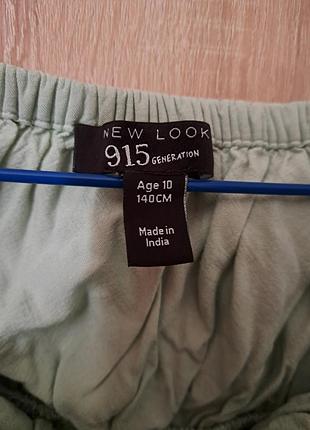 NEW LOOK
915 GENERATION
Age 10
140CM
Made in
India